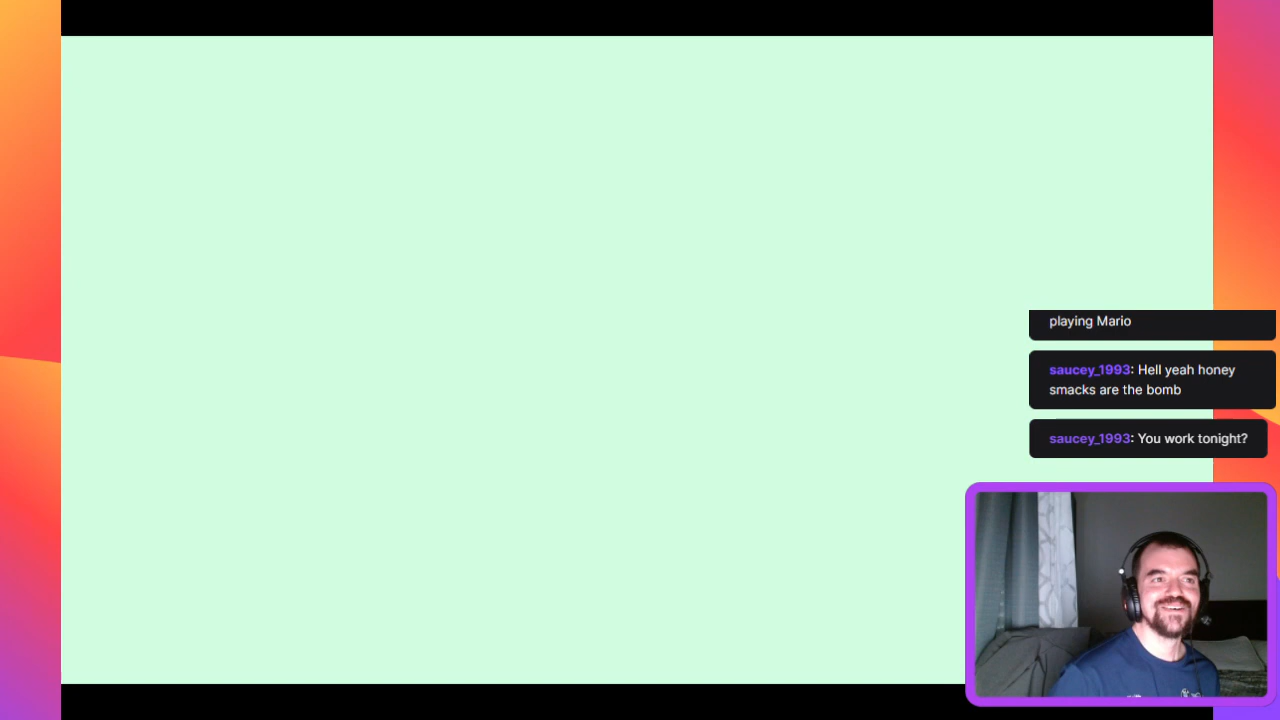 playing Mario
saucey_1993: Hell yeah honey
smacks are the bomb
saucey_1993: You work tonight?